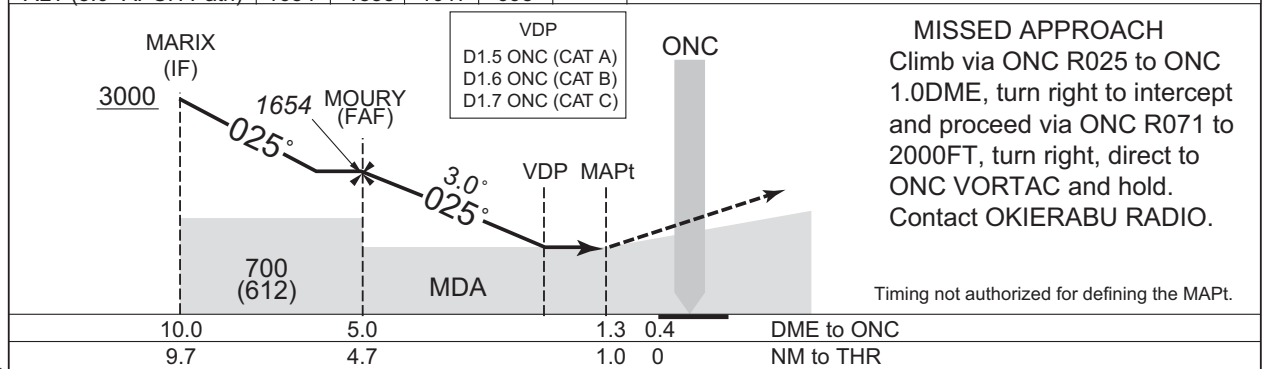 MARIX
(IF)
3000
1654
MOURY
(FAF)
025°
3.0°
025°
VDP
D1.5 ONC (CAT A)
D1.6 ONC (CAT B)
D1.7 ONC (CAT C)
ONC
VDP MAPt
700
(612)
MDA
MISSED APPROACH
Climb via ONC R025 to ONC
1.0DME, turn right to intercept
and proceed via ONC R071 to
2000FT, turn right, direct to
ONC VORTAC and hold.
Contact OKIERABU RADIO.
Timing not authorized for defining the MAPt.
10.0 5.0 1.3 0.4 DME to ONC
9.7 4.7 1.0 0 NM to THR